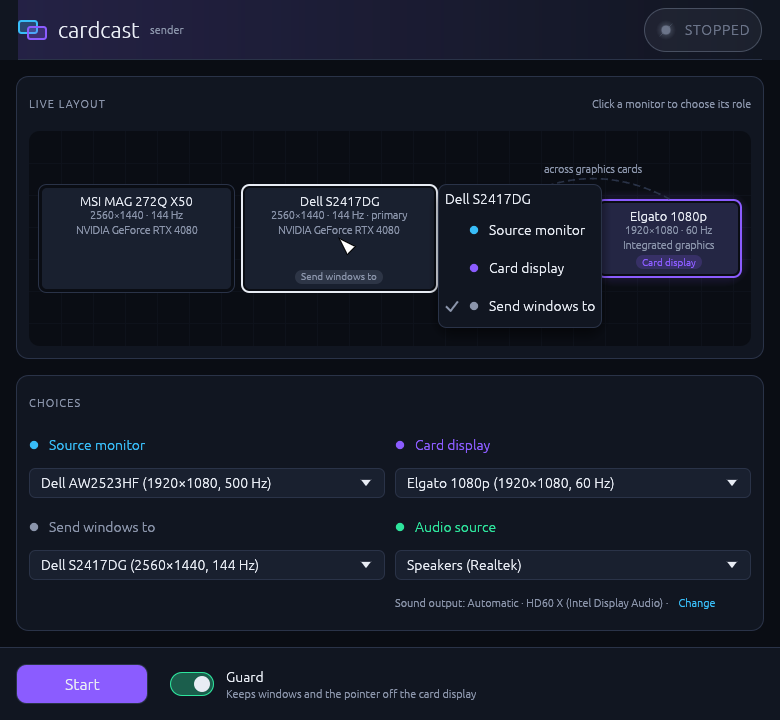 cardcast sender
STOPPED
LIVE LAYOUT
Click a monitor to choose its role
across graphics cards
MSI MAG 272Q X50
2560×1440 · 144 Hz
NVIDIA GeForce RTX 4080
Dell S2417DG
2560×1440 · 144 Hz · primary
NVIDIA GeForce RTX 4080
Send windows to
Dell S2417DG
Source monitor
Card display
Send windows to
Elgato 1080p
1920×1080 · 60 Hz
Integrated graphics
Card display
CHOICES
Source monitor
Dell AW2523HF (1920×1080, 500 Hz)
Card display
Elgato 1080p (1920×1080, 60 Hz)
Send windows to
Dell S2417DG (2560×1440, 144 Hz)
Audio source
Speakers (Realtek)
Sound output: Automatic · HD60 X (Intel Display Audio) · Change
Start
Guard
Keeps windows and the pointer off the card display